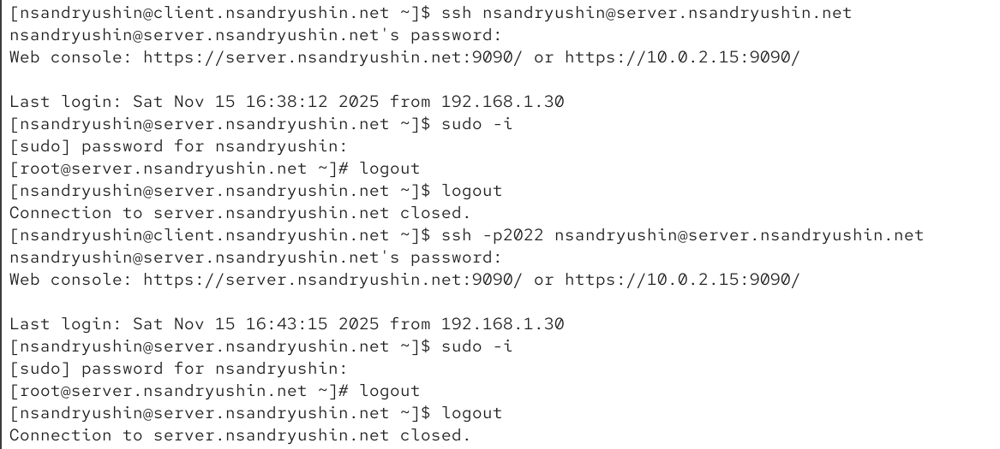 [nsandryushin@client.nsandryushin.net ~]$ ssh nsandryushin@server.nsandryushin.net
nsandryushin@server.nsandryushin.net's password:
Web console: https://server.nsandryushin.net:9090/ or https://10.0.2.15:9090/

Last login: Sat Nov 15 16:38:12 2025 from 192.168.1.30
[nsandryushin@server.nsandryushin.net ~]$ sudo -i
[sudo] password for nsandryushin:
[root@server.nsandryushin.net ~]# logout
[nsandryushin@server.nsandryushin.net ~]$ logout
Connection to server.nsandryushin.net closed.
[nsandryushin@client.nsandryushin.net ~]$ ssh -p2022 nsandryushin@server.nsandryushin.net
nsandryushin@server.nsandryushin.net's password:
Web console: https://server.nsandryushin.net:9090/ or https://10.0.2.15:9090/

Last login: Sat Nov 15 16:43:15 2025 from 192.168.1.30
[nsandryushin@server.nsandryushin.net ~]$ sudo -i
[sudo] password for nsandryushin:
[root@server.nsandryushin.net ~]# logout
[nsandryushin@server.nsandryushin.net ~]$ logout
Connection to server.nsandryushin.net closed.